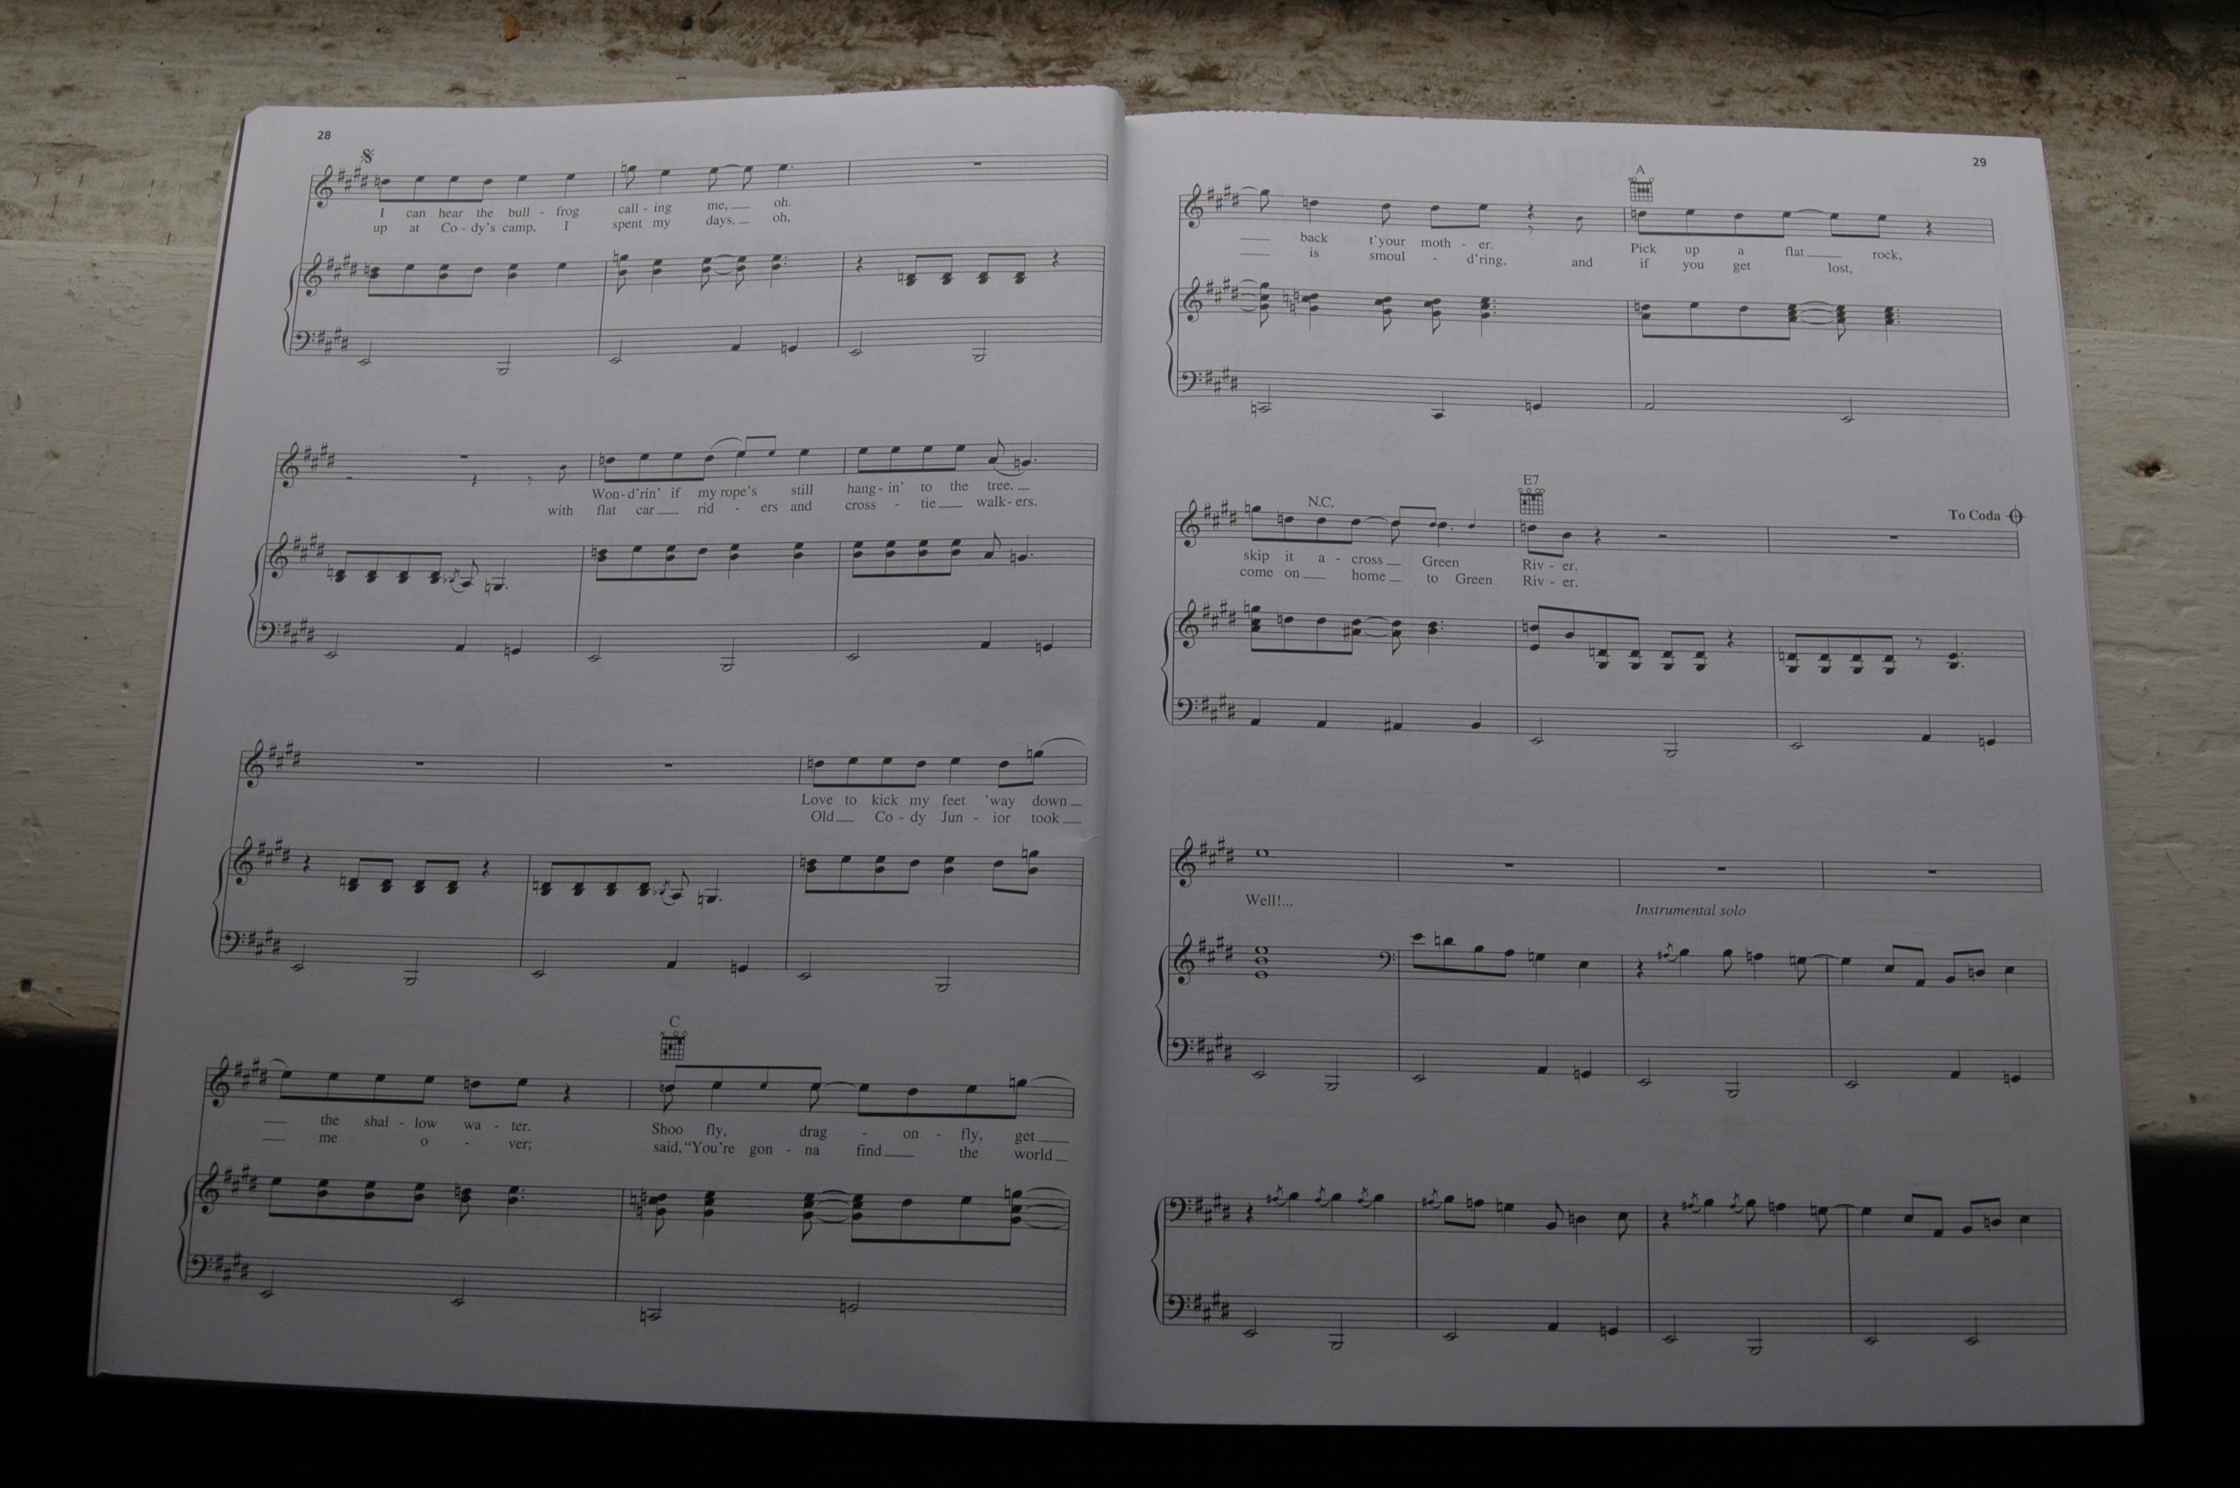 28
I can hear the bull - frog call - ing me, oh.
up at Co - dy's camp, I spent my days, oh,
Won - d'rin' if my rope's still hang - in' to the tree.
with flat car rid - ers and cross - tie walk - ers.
Love to kick my feet 'way down
Old Co - dy Jun - ior took
C
the shal - low wa - ter. Shoo fly, drag - on - fly, get
me o - ver; said, "You're gon - na find the world
29
A
back t'your moth - er. Pick up a flat rock,
is smoul - d'ring, and if you get lost,
N.C. E7 To Coda
skip it a - cross Green Riv - er.
come on home to Green Riv - er.
Well!...
Instrumental solo